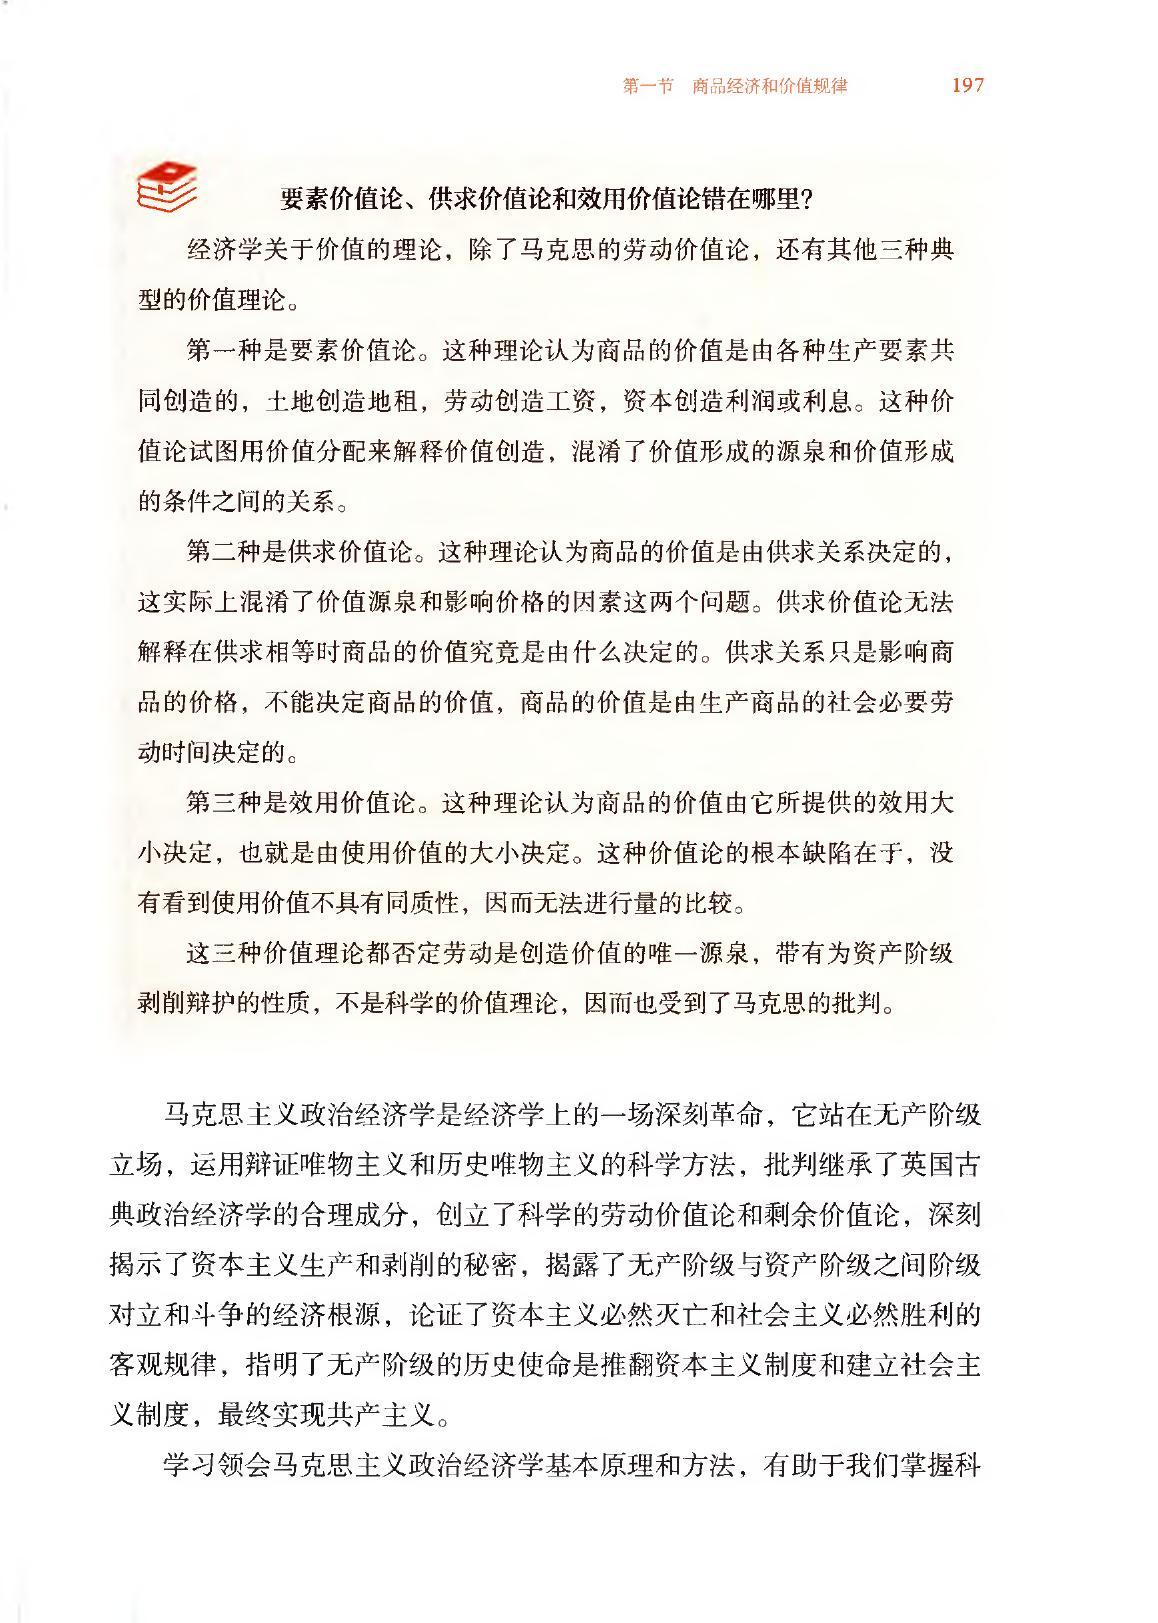 第一节 商品经济和价值规律 197
要素价值论、供求价值论和效用价值论错在哪里?
经济学关于价值的理论，除了马克思的劳动价值论，还有其他三种典
型的价值理论。
第一种是要素价值论。这种理论认为商品的价值是由各种生产要素共
同创造的，土地创造地租，劳动创造工资，资本创造利润或利息。这种价
值论试图用价值分配来解释价值创造，混淆了价值形成的源泉和价值形成
的条件之间的关系。
第二种是供求价值论。这种理论认为商品的价值是由供求关系决定的，
这实际上混淆了价值源泉和影响价格的因素这两个问题。供求价值论无法
解释在供求相等时商品的价值究竟是由什么决定的。供求关系只是影响商
品的价格，不能决定商品的价值，商品的价值是由生产商品的社会必要劳
动时间决定的。
第三种是效用价值论。这种理论认为商品的价值由它所提供的效用大
小决定，也就是由使用价值的大小决定。这种价值论的根本缺陷在于，没
有看到使用价值不具有同质性，因而无法进行量的比较。
这三种价值理论都否定劳动是创造价值的唯一源泉，带有为资产阶级
剥削辩护的性质，不是科学的价值理论，因而也受到了马克思的批判。
马克思主义政治经济学是经济学上的一场深刻革命，它站在无产阶级
立场，运用辩证唯物主义和历史唯物主义的科学方法，批判继承了英国古
典政治经济学的合理成分，创立了科学的劳动价值论和剩余价值论，深刻
揭示了资本主义生产和剥削的秘密，揭露了无产阶级与资产阶级之间阶级
对立和斗争的经济根源，论证了资本主义必然灭亡和社会主义必然胜利的
客观规律，指明了无产阶级的历史使命是推翻资本主义制度和建立社会主
义制度，最终实现共产主义。
学习领会马克思主义政治经济学基本原理和方法，有助于我们掌握科